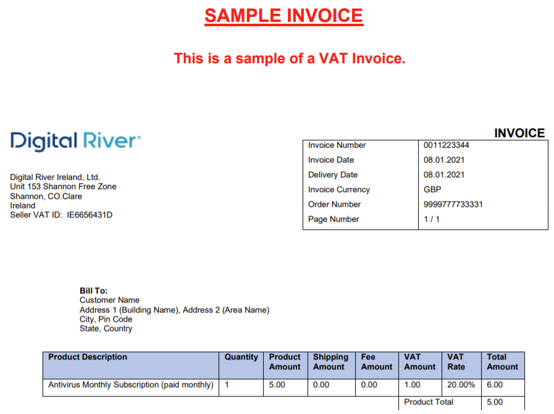 SAMPLE INVOICE
This is a sample of a VAT Invoice.
Digital River
INVOICE
Invoice Number 0011223344
Invoice Date 08.01.2021
Delivery Date 08.01.2021
Invoice Currency GBP
Order Number 9999777733331
Page Number 1 / 1
Digital River Ireland, Ltd.
Unit 153 Shannon Free Zone
Shannon, CO.Clare
Ireland
Seller VAT ID: IE6656431D
Bill To:
Customer Name
Address 1 (Building Name), Address 2 (Area Name)
City, Pin Code
State, Country
Product Description Quantity Product Amount Shipping Amount Fee Amount VAT Amount VAT Rate Total Amount
Antivirus Monthly Subscription (paid monthly) 1 5.00 0.00 0.00 1.00 20.00% 6.00
Product Total 5.00